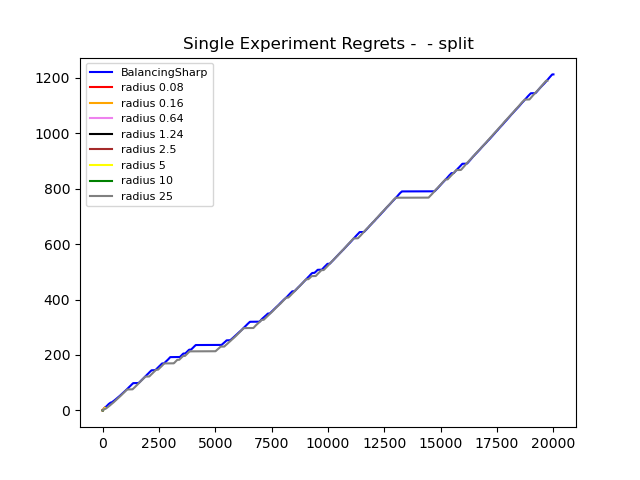 Single Experiment Regrets -  - split
BalancingSharp
radius 0.08
radius 0.16
radius 0.64
radius 1.24
radius 2.5
radius 5
radius 10
radius 25
1200
1000
800
600
400
200
0
0 2500 5000 7500 10000 12500 15000 17500 20000